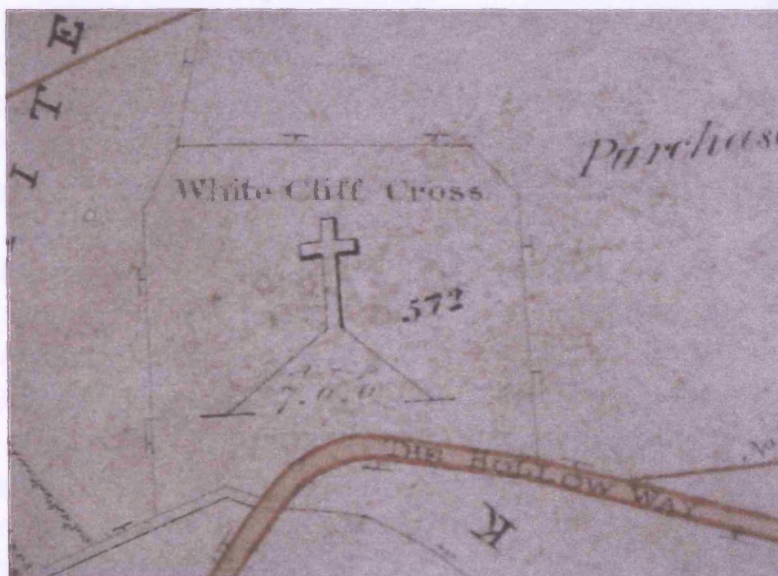 I T E
Purchase
White Cliff Cross
572
A - R - P
7. 0. 0
THE HOLLOW WAY
K